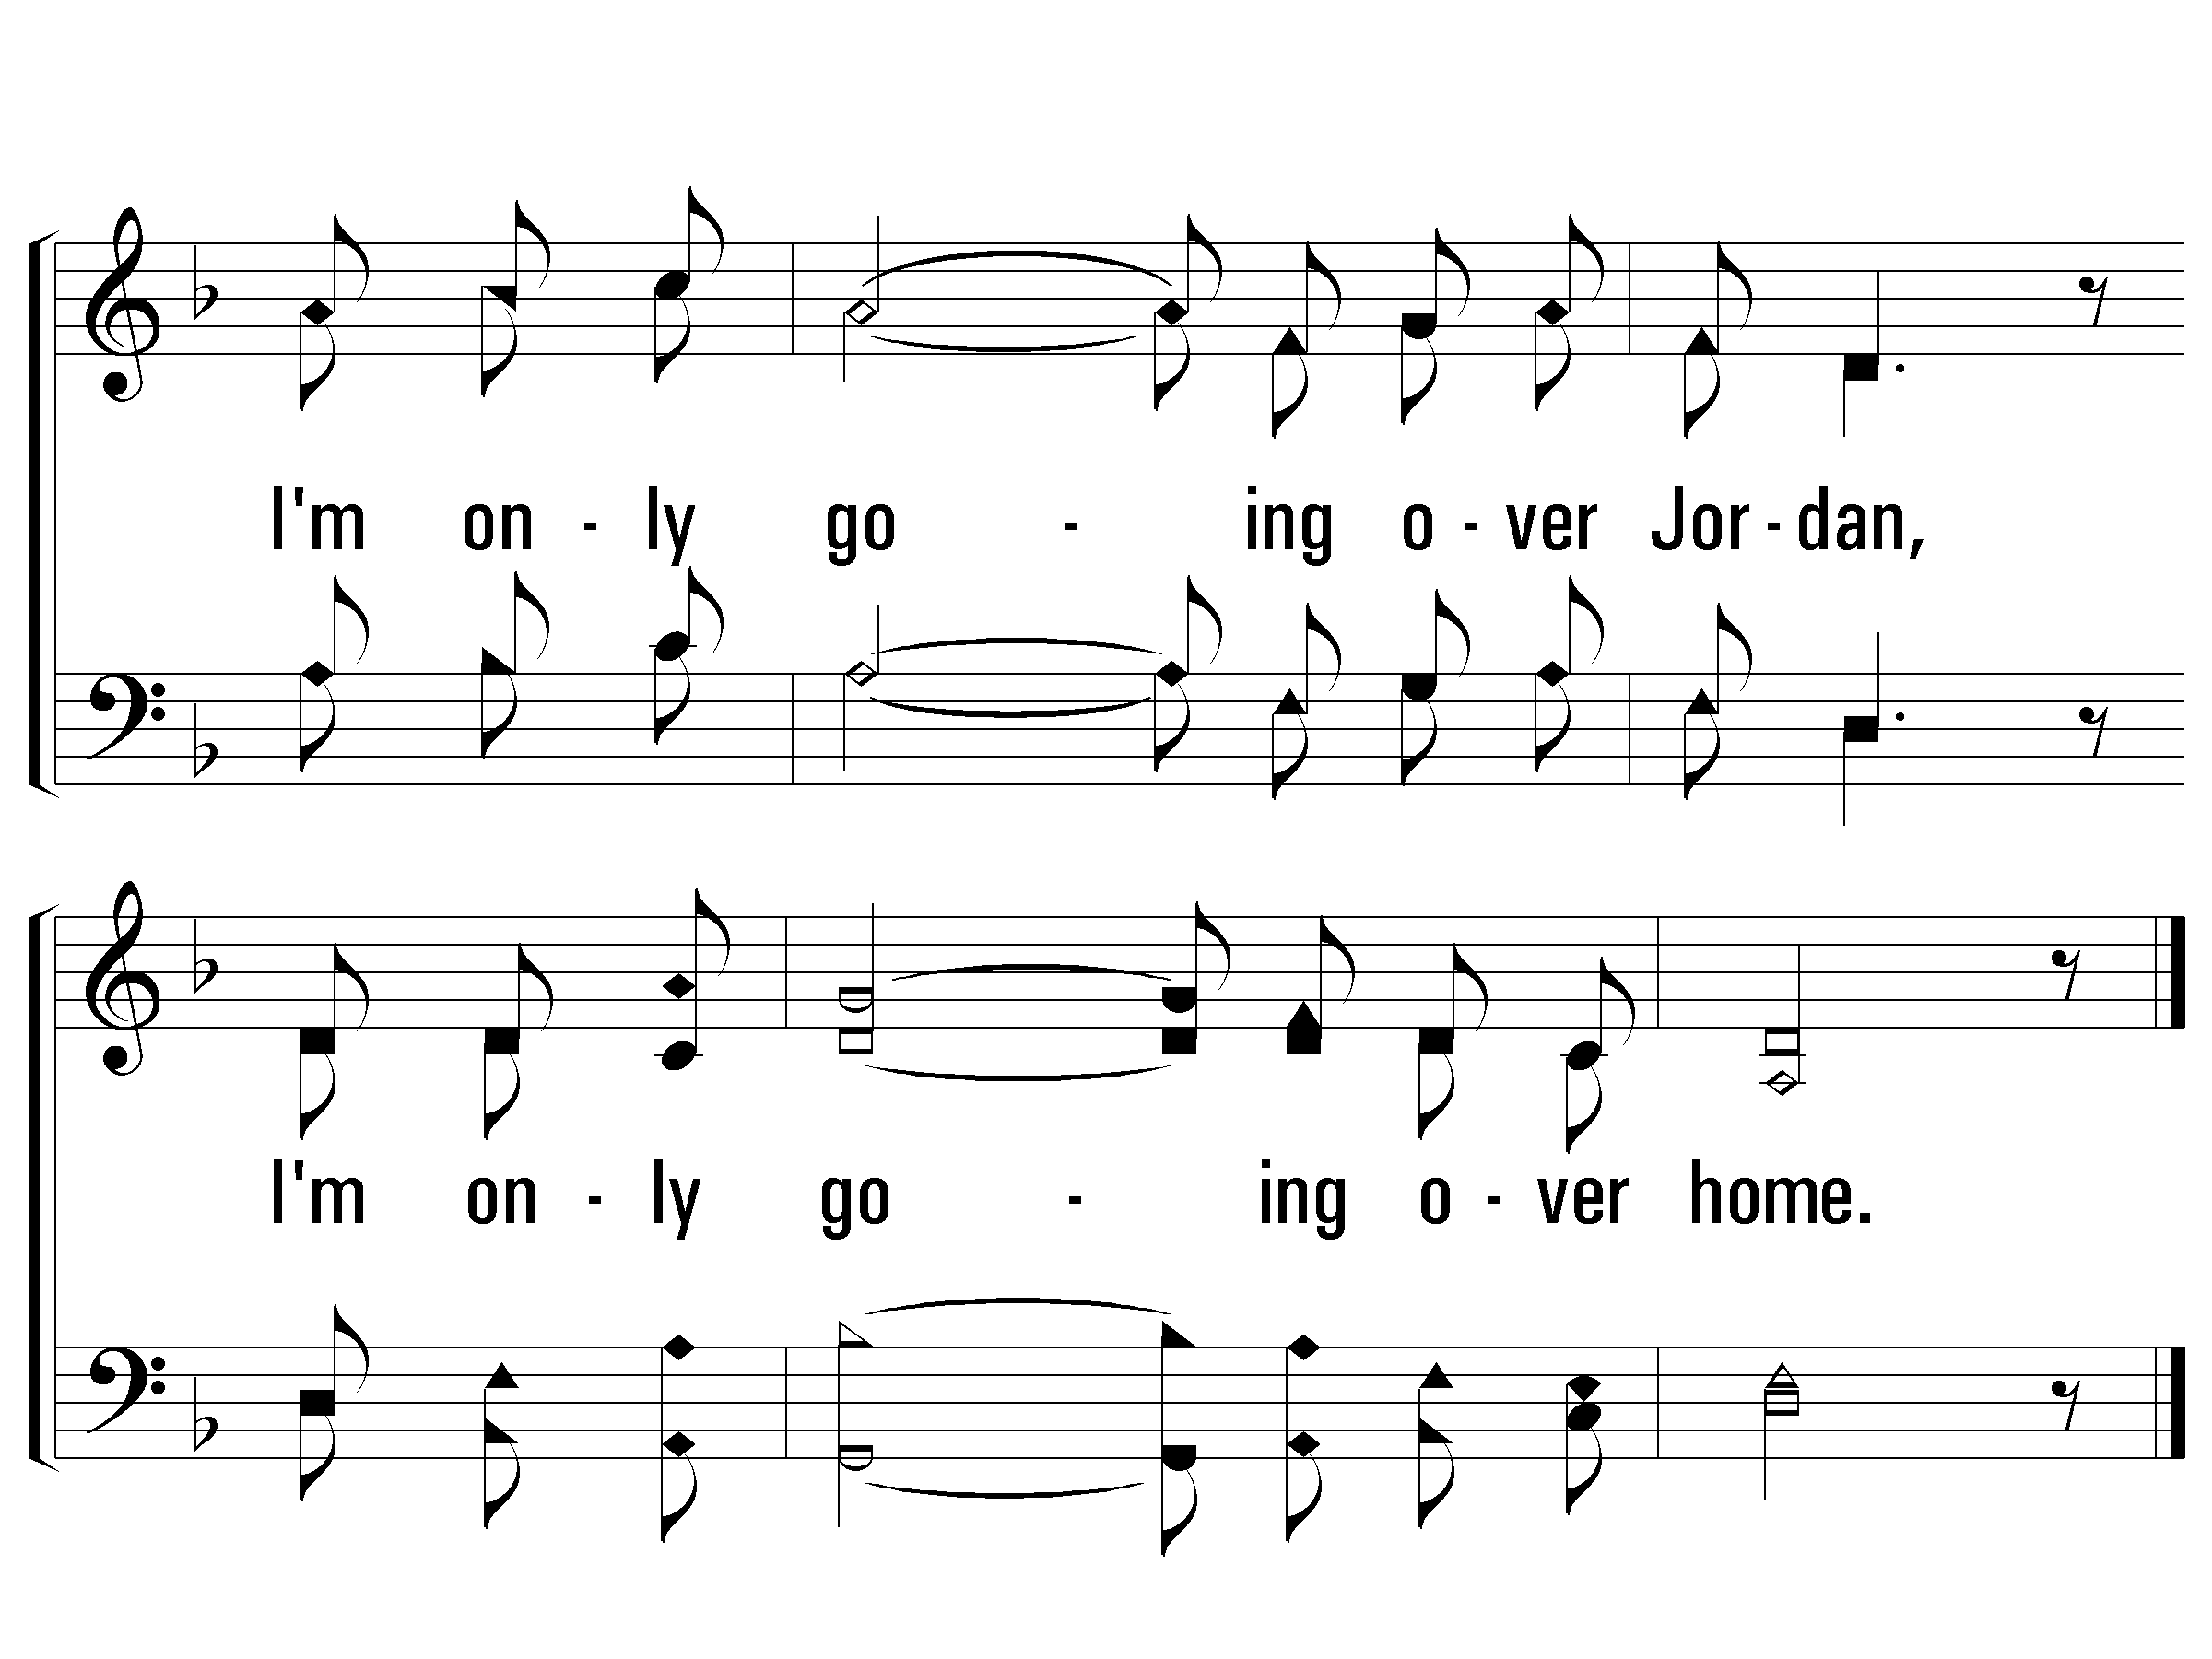 I'm on - ly go - ing o - ver Jor - dan,
I'm on - ly go - ing o - ver home.